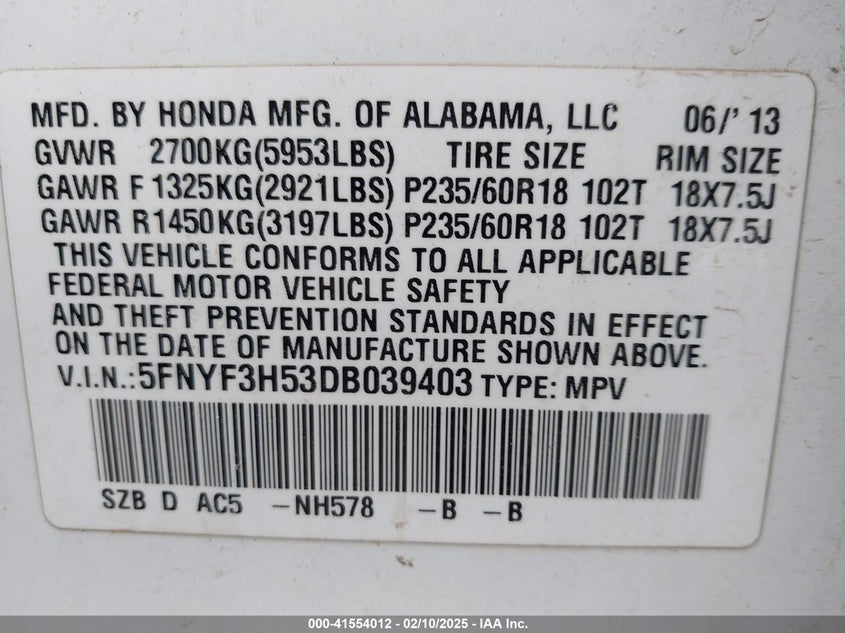 MFD. BY HONDA MFG. OF ALABAMA, LLC 06/' 13
GVWR 2700KG(5953LBS) TIRE SIZE RIM SIZE
GAWR F 1325KG(2921LBS) P235/60R18 102T 18X7.5J
GAWR R1450KG(3197LBS) P235/60R18 102T 18X7.5J
THIS VEHICLE CONFORMS TO ALL APPLICABLE
FEDERAL MOTOR VEHICLE SAFETY
AND THEFT PREVENTION STANDARDS IN EFFECT
ON THE DATE OF MANUFACTURE SHOWN ABOVE.
V.I.N.:5FNYF3H53DB039403 TYPE: MPV
SZB D AC5 -NH578 -B -B
000-41554012 - 02/10/2025 - IAA Inc.